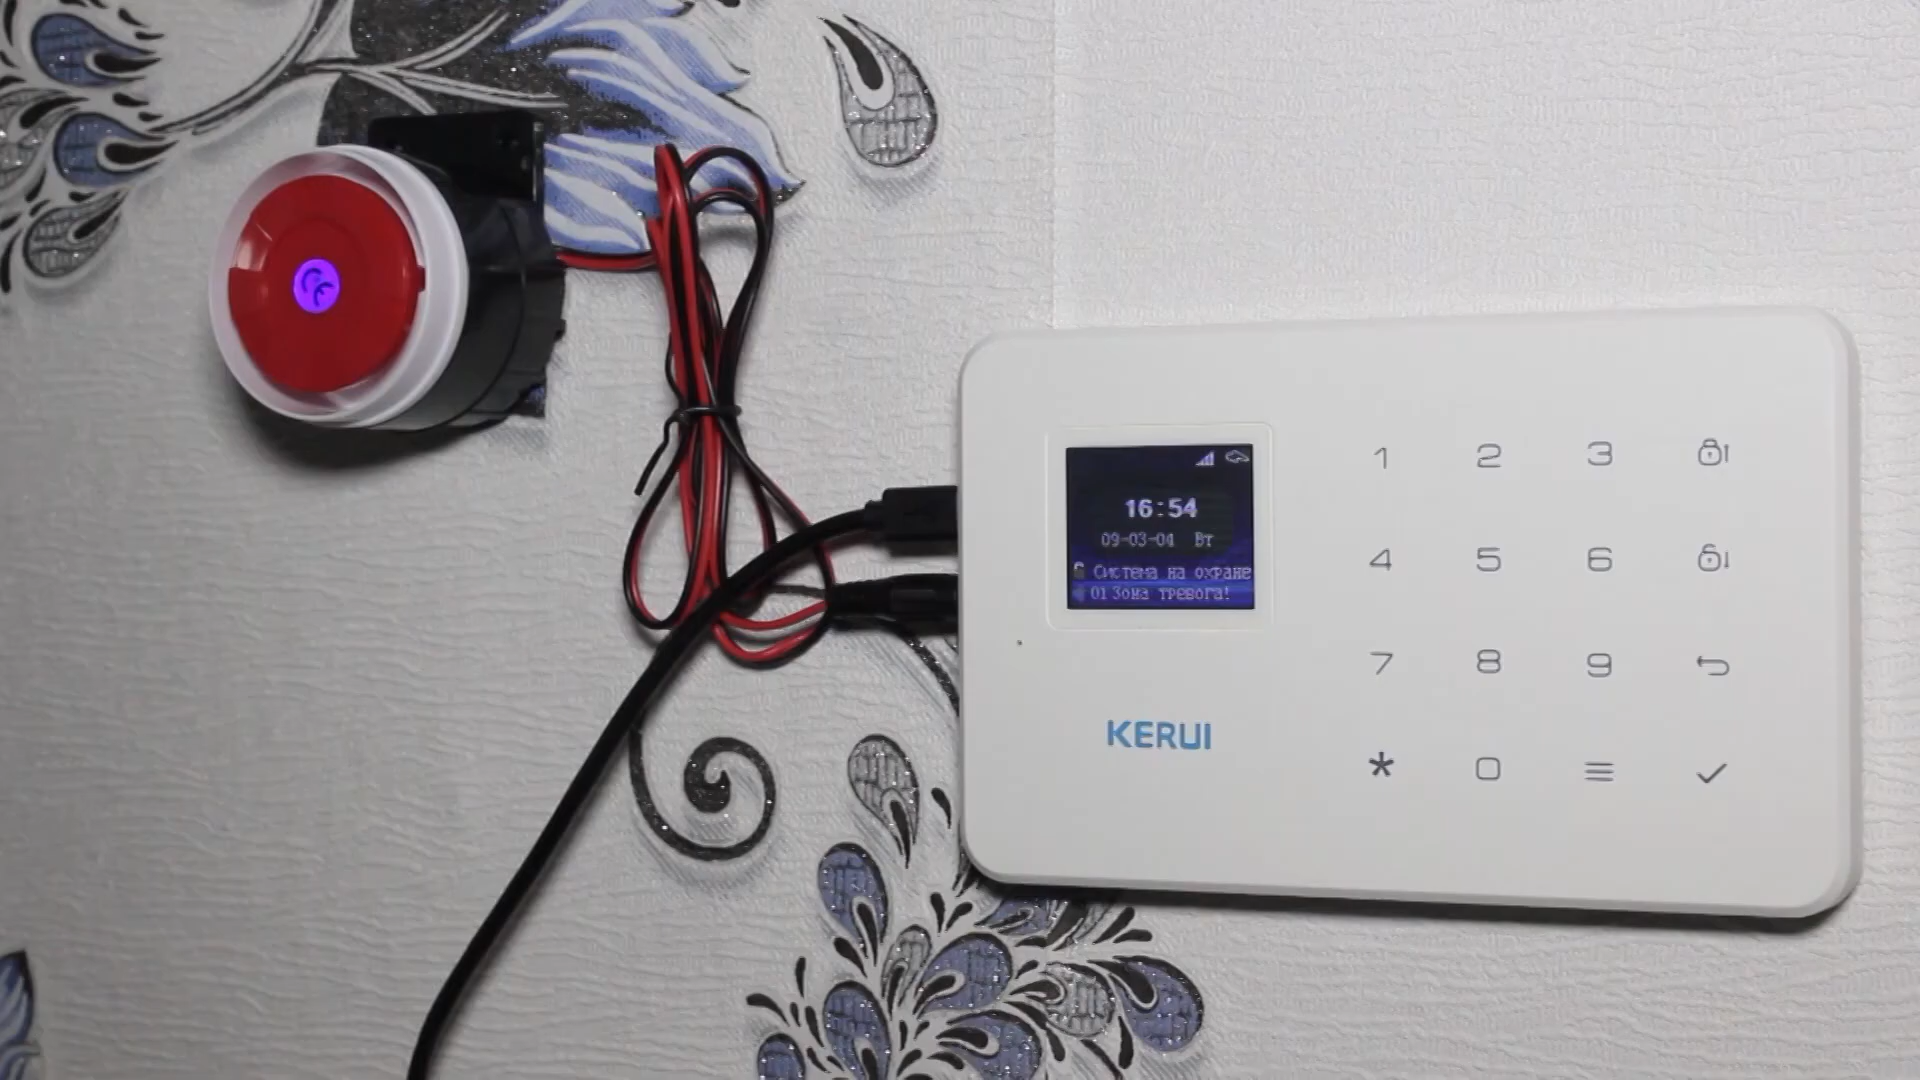 CE
16:54
09-03-04 Вт
Система на охране
01 Зона тревога!
KERUI
1 2 3
4 5 6
7 8 9
* 0